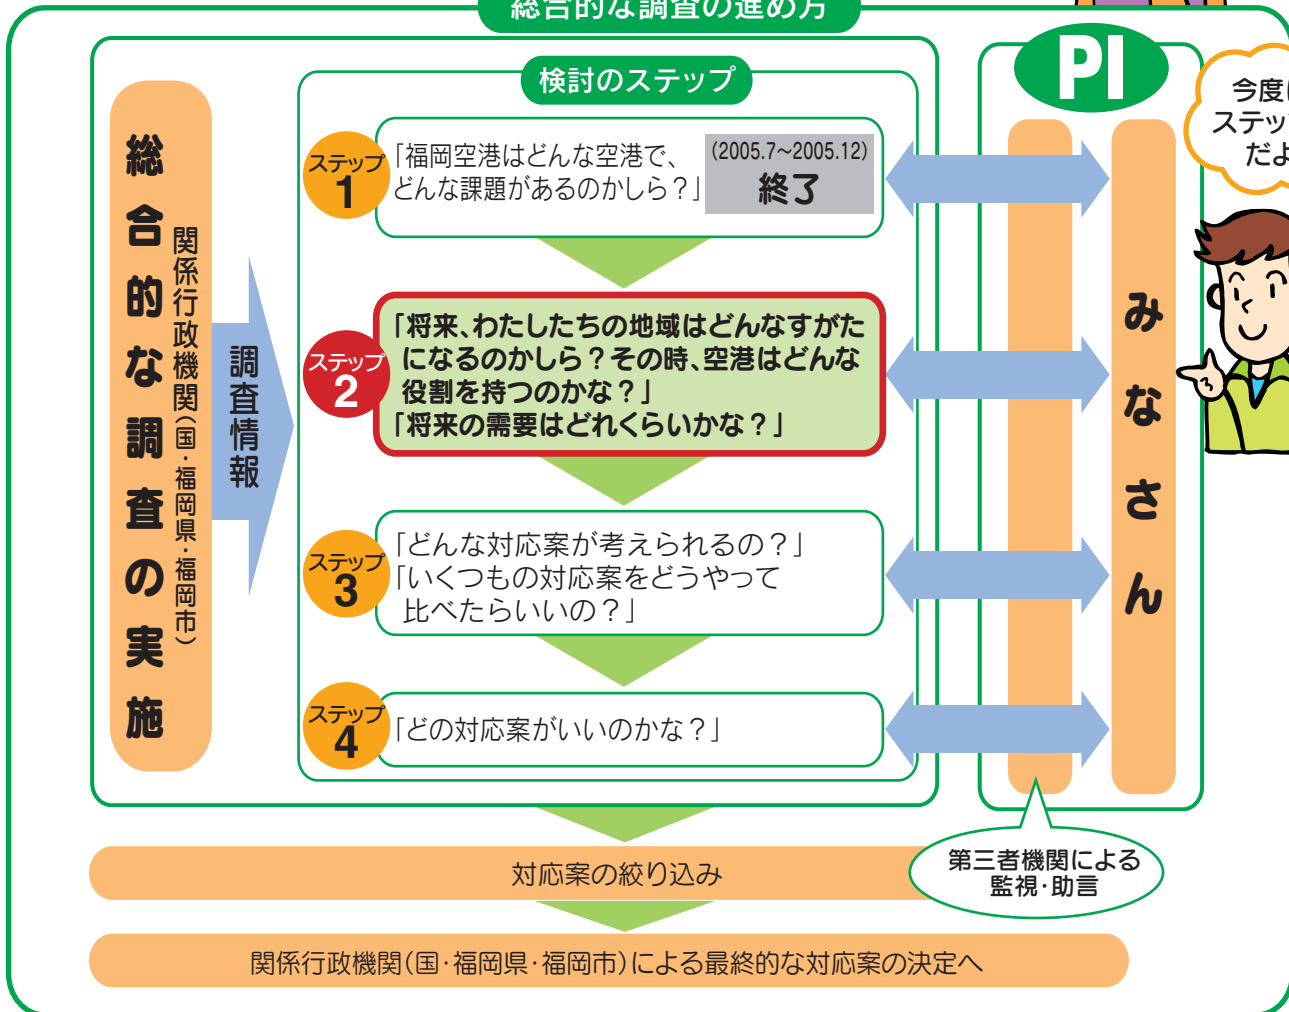 総合的な調査の進め方
検討のステップ
PI
今度は
ステッ
だよ
総合的な調査の実施
関係行政機関(国・福岡県・福岡市)
調査情報
ステップ
1
「福岡空港はどんな空港で、
どんな課題があるのかしら?」
(2005.7~2005.12)
終了
ステップ
2
「将来、わたしたちの地域はどんなすがた
になるのかしら?その時、空港はどんな
役割を持つのかな?」
「将来の需要はどれくらいかな?」
ステップ
3
「どんな対応案が考えられるの?」
「いくつもの対応案をどうやって
比べたらいいの?」
ステップ
4
「どの対応案がいいのかな?」
みなさん
第三者機関による
監視・助言
対応案の絞り込み
関係行政機関(国・福岡県・福岡市)による最終的な対応案の決定へ